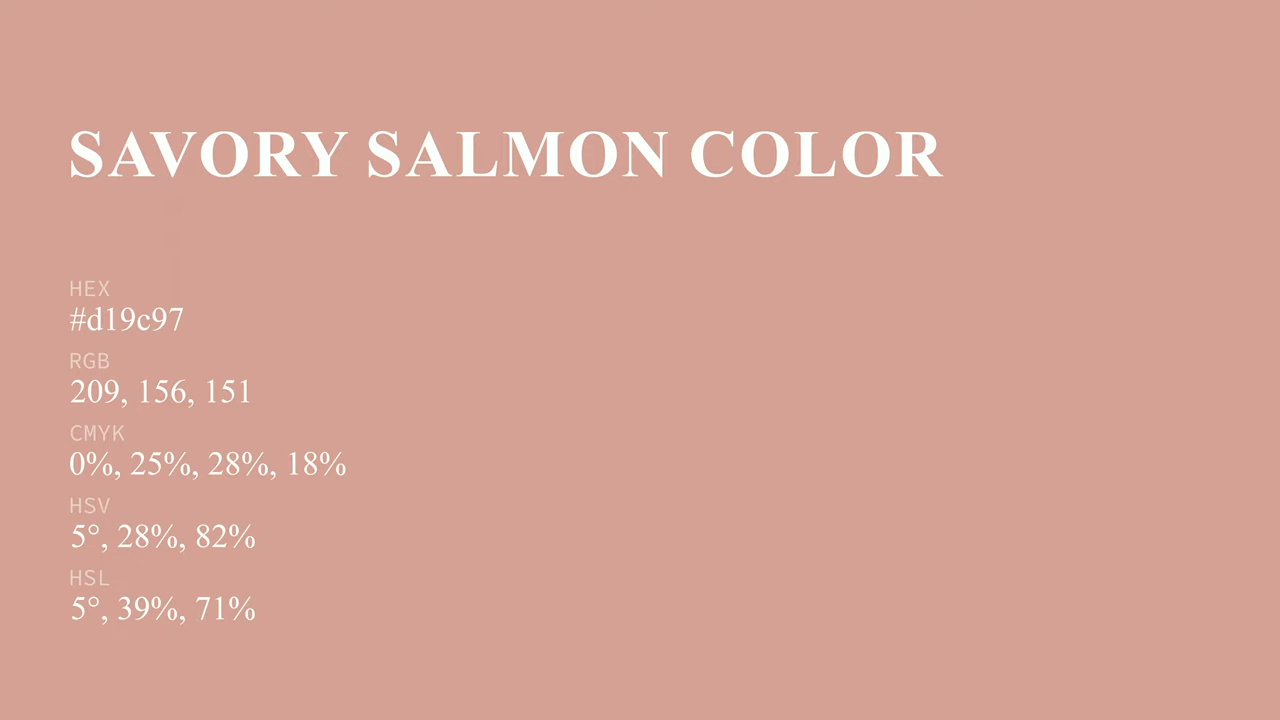 SAVORY SALMON COLOR
HEX
#d19c97
RGB
209, 156, 151
CMYK
0%, 25%, 28%, 18%
HSV
5°, 28%, 82%
HSL
5°, 39%, 71%